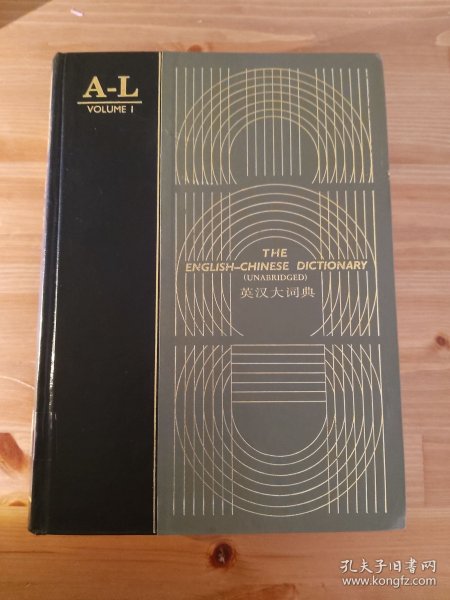 A-L
VOLUME I
THE
ENGLISH-CHINESE DICTIONARY
(UNABRIDGED)
英汉大词典
孔夫子旧书网
www.kongfz.com